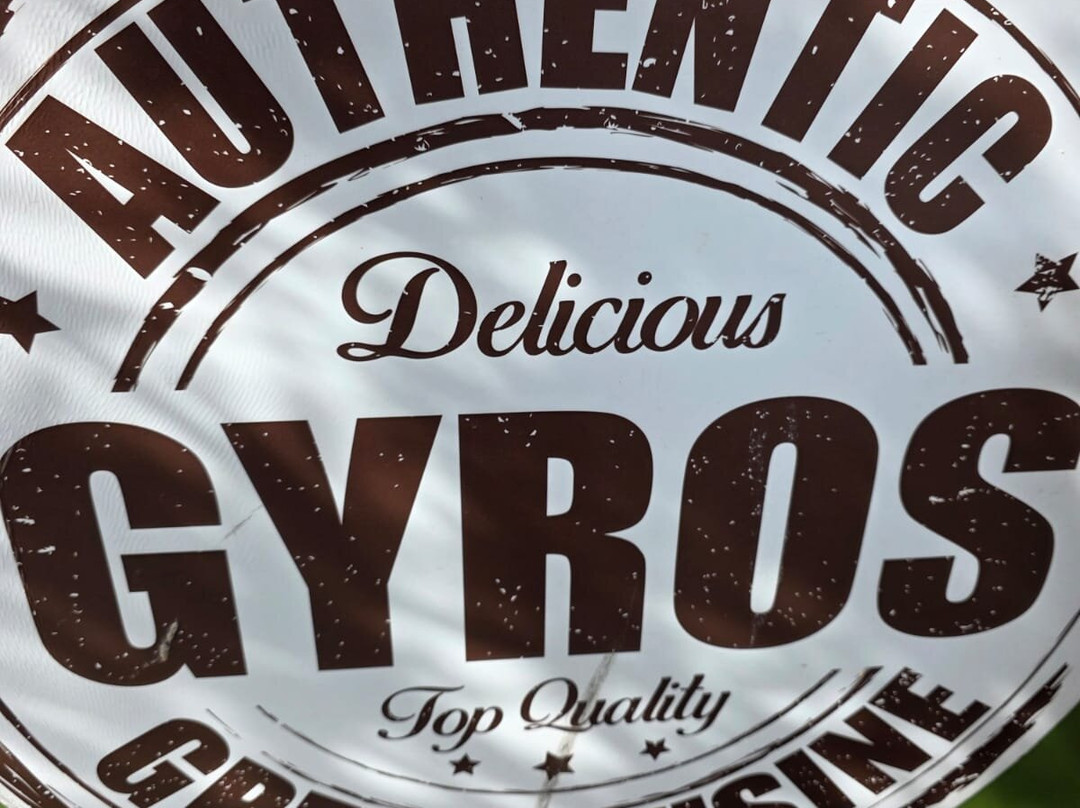 AUTHENTIC
Delicious
GYROS
Top Quality